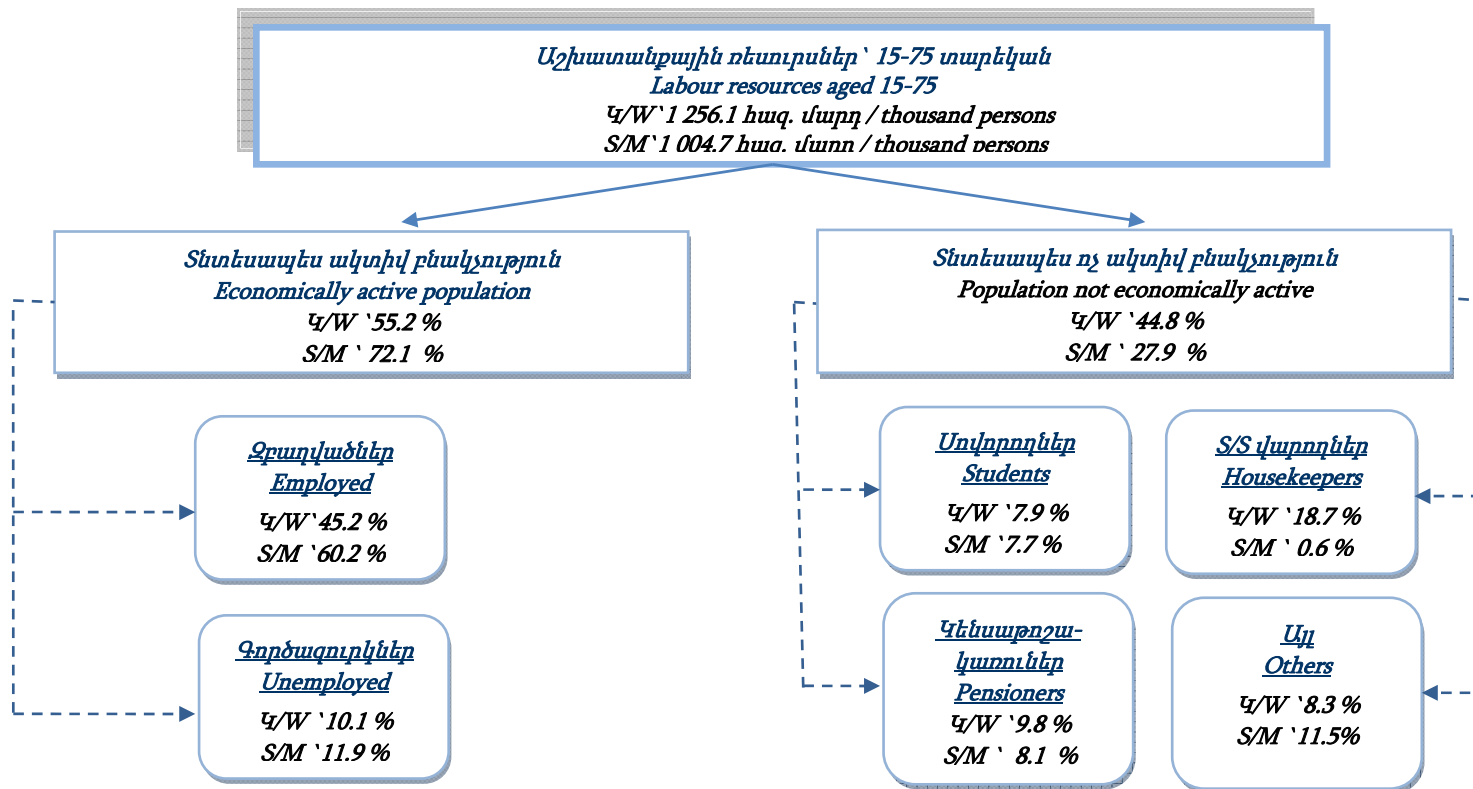 Աշխատանքային ռեսուրսներ՝ 15-75 տարեկան
Labour resources aged 15-75
Կ/W՝1 256.1 հազ. մարդ / thousand persons
Տ/M՝1 004.7 հազ. մարդ / thousand persons
Տնտեսապես ակտիվ բնակչություն
Economically active population
Կ/W ՝55.2 %
Տ/M ՝ 72.1 %
Տնտեսապես ոչ ակտիվ բնակչություն
Population not economically active
Կ/W ՝44.8 %
Տ/M ՝ 27.9 %
Զբաղվածներ
Employed
Կ/W՝45.2 %
Տ/M ՝60.2 %
Գործազուրկներ
Unemployed
Կ/W ՝10.1 %
Տ/M ՝11.9 %
Սովորողներ
Students
Կ/W ՝7.9 %
Տ/M ՝7.7 %
Տ/Տ վարողներ
Housekeepers
Կ/W ՝18.7 %
Տ/M ՝ 0.6 %
Կենսաթոշա-
կառուներ
Pensioners
Կ/W ՝9.8 %
Տ/M ՝ 8.1 %
Այլ
Others
Կ/W ՝8.3 %
Տ/M ՝11.5%